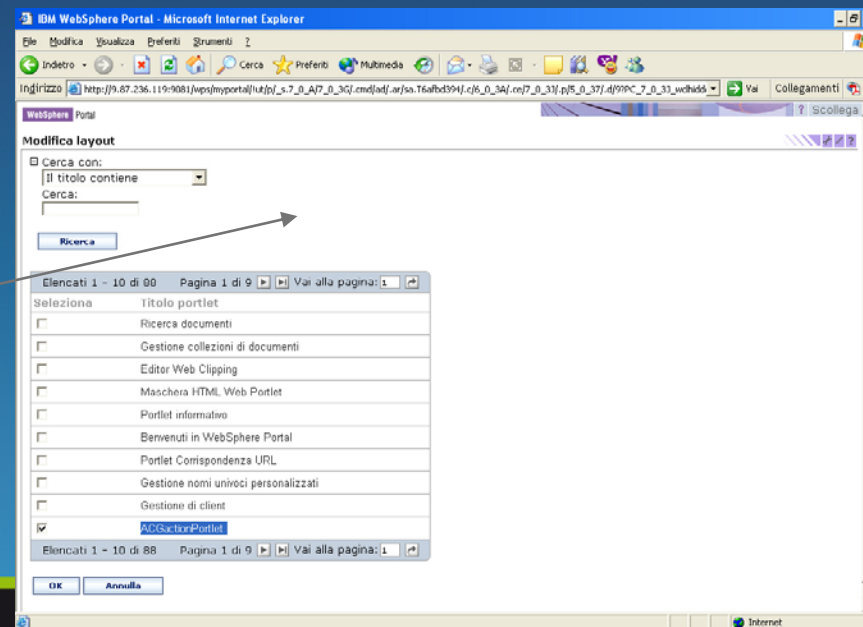 IBM WebSphere Portal - Microsoft Internet Explorer
File Modifica Visualizza Preferiti Strumenti ?
Indietro Cerca Preferiti Multimedia
Indirizzo Vai Collegamenti
WebSphere Portal ? Scollega
Modifica layout
Cerca con:
Il titolo contiene
Cerca:
Ricerca
Elencati 1 - 10 di 88 Pagina 1 di 9 Vai alla pagina: 1
Seleziona Titolo portlet
Ricerca documenti
Gestione collezioni di documenti
Editor Web Clipping
Maschera HTML Web Portlet
Portlet informativo
Benvenuti in WebSphere Portal
Portlet Corrispondenza URL
Gestione nomi univoci personalizzati
Gestione di client
ACGactionPortlet
Elencati 1 - 10 di 88 Pagina 1 di 9 Vai alla pagina: 1
OK Annulla
Internet